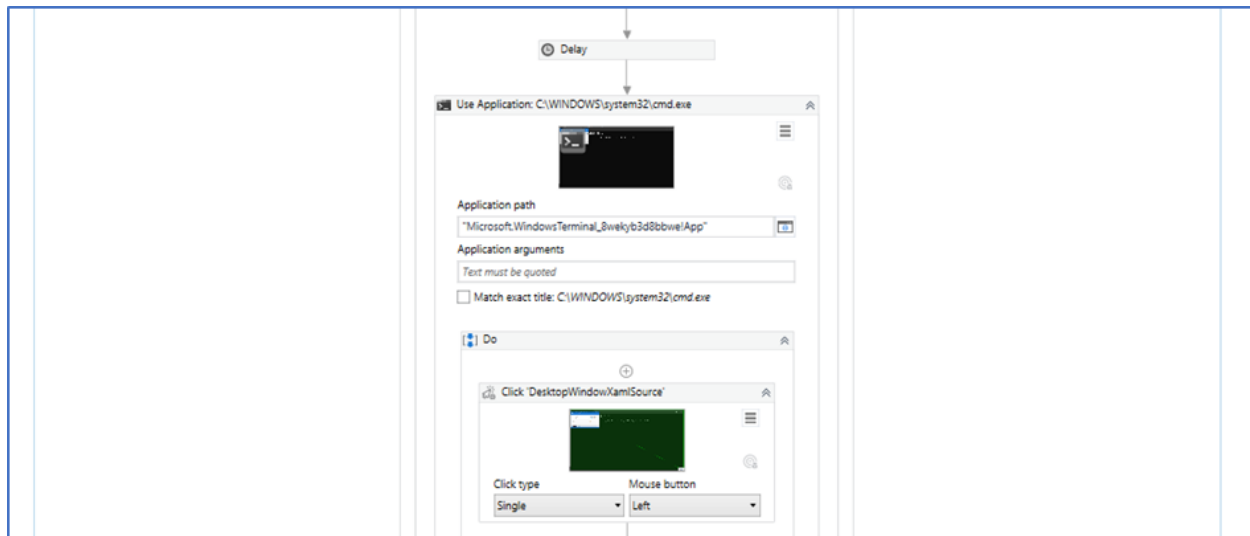 Delay
Use Application: C:\WINDOWS\system32\cmd.exe
Application path
"Microsoft.WindowsTerminal_8wekyb3d8bbwe!App"
Application arguments
Text must be quoted
Match exact title: C:\WINDOWS\system32\cmd.exe
Do
Click 'DesktopWindowXamlSource'
Click type Mouse button
Single Left